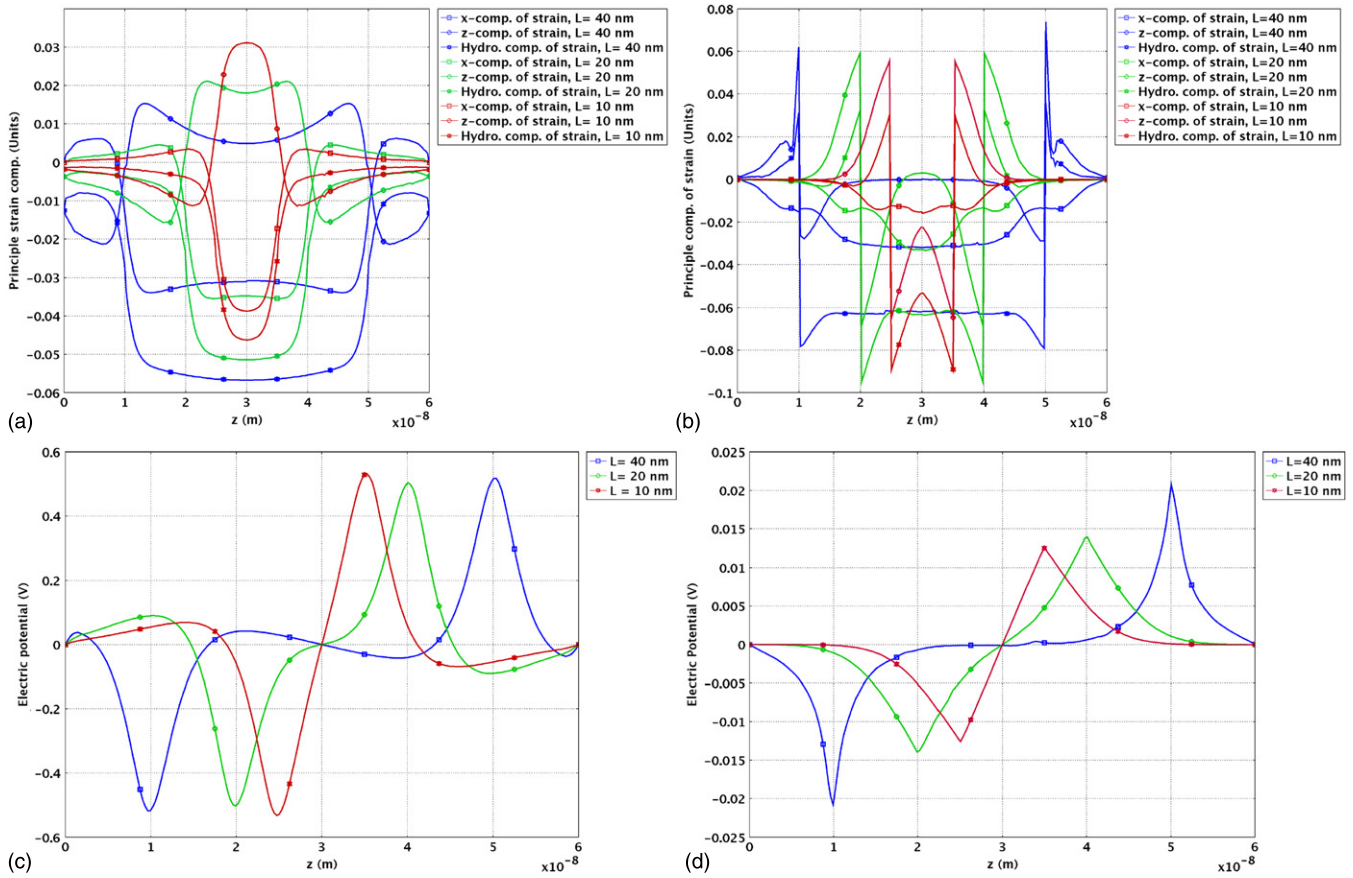 x-comp. of strain, L= 40 nm
z-comp. of strain, L= 40 nm
Hydro. comp. of strain, L= 40 nm
x-comp. of strain, L= 20 nm
z-comp. of strain, L= 20 nm
Hydro. comp. of strain, L= 20 nm
x-comp. of strain, L= 10 nm
z-comp. of strain, L= 10 nm
Hydro. comp. of strain, L= 10 nm
Principle strain comp. (Units)
0.03
0.02
0.01
0
-0.01
-0.02
-0.03
-0.04
-0.05
-0.06
0 1 2 3 4 5 6
z (m)
x10^-8
(a)
x-comp. of strain, L=40 nm
z-comp. of strain, L=40 nm
Hydro. comp. of strain, L=40 nm
x-comp. of strain, L=20 nm
z-comp. of strain, L=20 nm
Hydro. comp. of strain, L=20 nm
x-comp. of strain, L=10 nm
z-comp. of strain, L=10 nm
Hydro. comp. of strain, L=10 nm
Principle comp. of strain (Units)
0.08
0.06
0.04
0.02
0
-0.02
-0.04
-0.06
-0.08
-0.1
0 1 2 3 4 5 6
z (m)
x10^-8
(b)
L= 40 nm
L= 20 nm
L = 10 nm
Electric potential (V)
0.6
0.4
0.2
0
-0.2
-0.4
-0.6
0 1 2 3 4 5 6
z (m)
x10^-8
(c)
L=40 nm
L=20 nm
L=10 nm
Electric Potential (V)
0.025
0.02
0.015
0.01
0.005
0
-0.005
-0.01
-0.015
-0.02
-0.025
0 1 2 3 4 5 6
z (m)
x10^-8
(d)